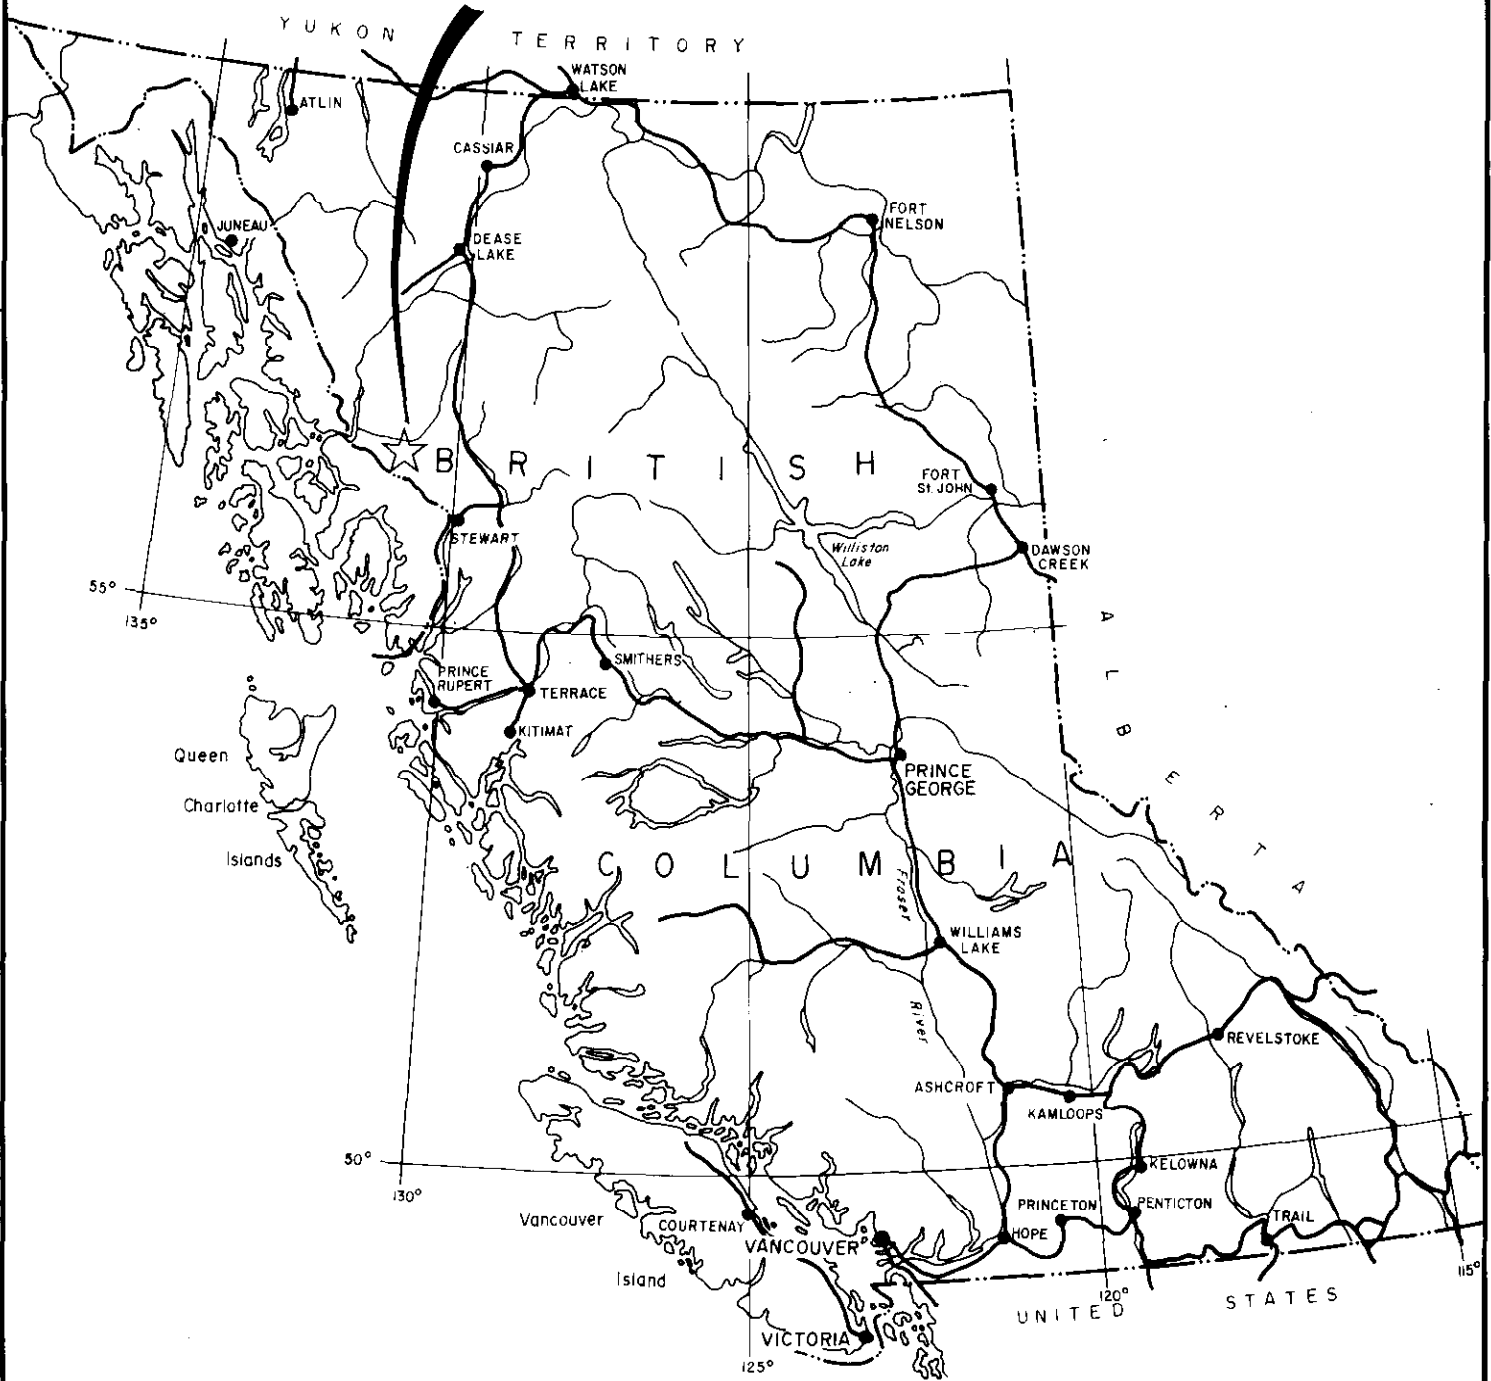 YUKON TERRITORY
WATSON
LAKE
ATLIN
CASSIAR
FORT
NELSON
JUNEAU
DEASE
LAKE
BRITISH
FORT
St. JOHN
STEWART
Williston
Lake
DAWSON
CREEK
55°
135°
ALBERTA
SMITHERS
PRINCE
RUPERT
TERRACE
KITIMAT
Queen
Charlotte
Islands
PRINCE
GEORGE
COLUMBIA
Fraser
River
WILLIAMS
LAKE
REVELSTOKE
ASHCROFT
KAMLOOPS
50°
130°
KELOWNA
Vancouver
Island
COURTENAY
PRINCETON
PENTICTON
TRAIL
VANCOUVER
HOPE
115°
120°
UNITED STATES
VICTORIA
125°